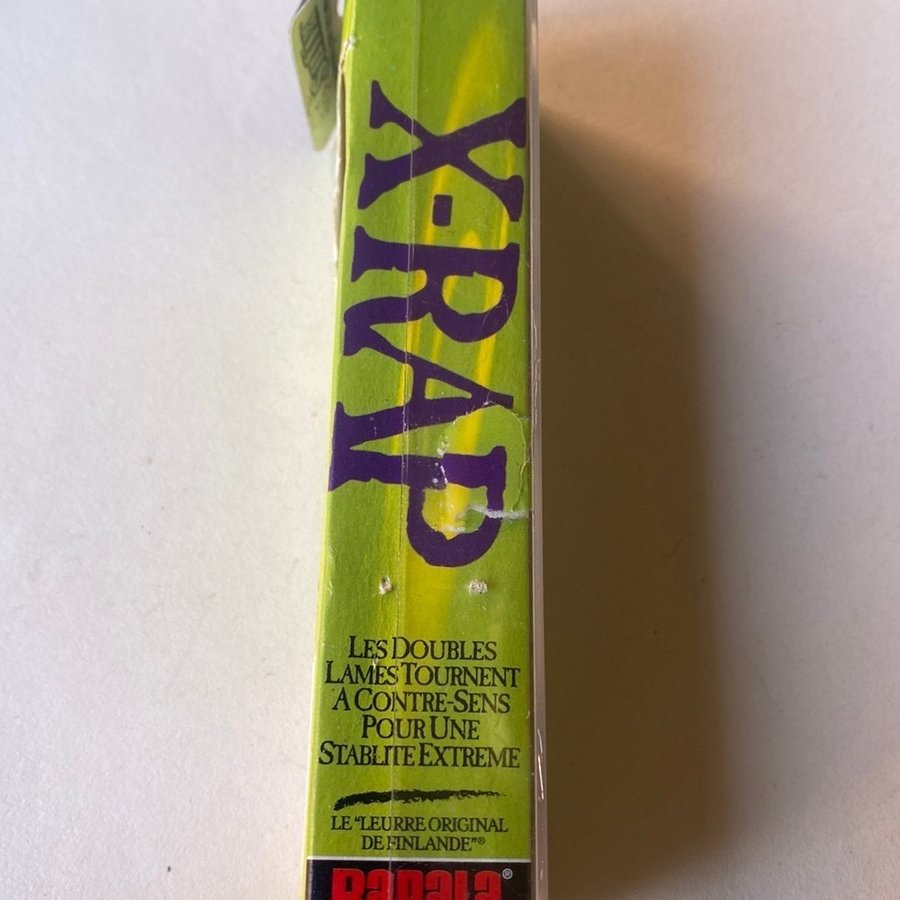 X-RAP
LES DOUBLES
LAMES TOURNENT
A CONTRE-SENS
POUR UNE
STABLITE EXTREME
LE "LEURRE ORIGINAL
DE FINLANDE"®
Rapala®